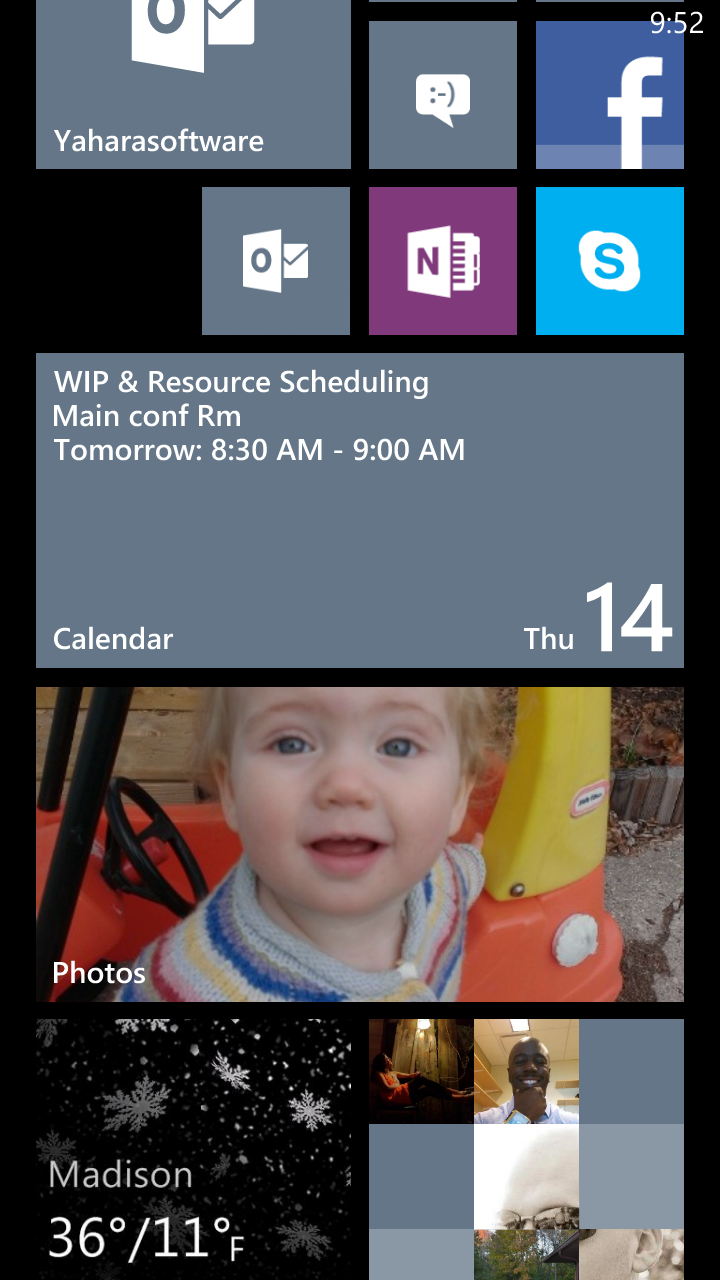 9:52
Yaharasoftware
:-)
f
O
N
S
WIP & Resource Scheduling
Main conf Rm
Tomorrow: 8:30 AM - 9:00 AM
Calendar
Thu 14
Photos
Madison
36°/11°F